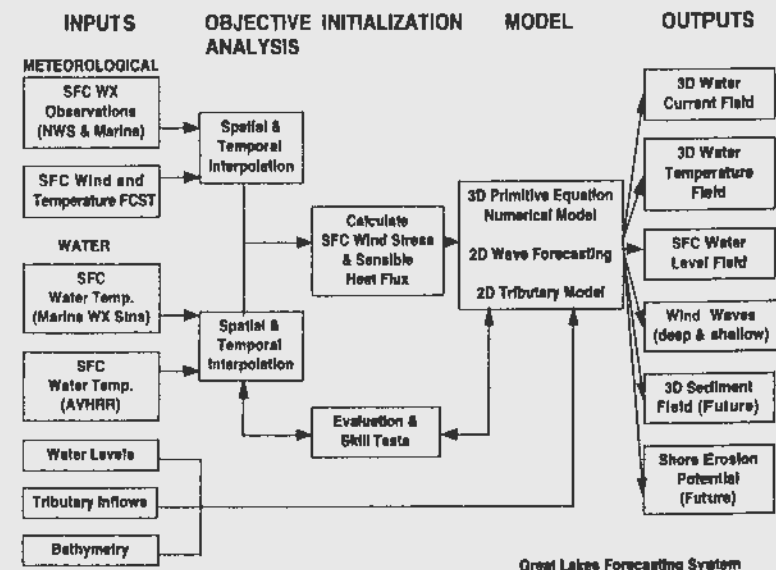 INPUTS
OBJECTIVE
ANALYSIS
INITIALIZATION
MODEL
OUTPUTS
METEOROLOGICAL
SFC WX
Observations
(NWS & Marine)
SFC Wind and
Temperature FCST
WATER
SFC
Water Temp.
(Marine WX Stns)
SFC
Water Temp.
(AVHRR)
Water Levels
Tributary Inflows
Bathymetry
Spatial &
Temporal
Interpolation
Spatial &
Temporal
Interpolation
Calculate
SFC Wind Stress
& Sensible
Heat Flux
Evaluation &
Skill Tests
3D Primitive Equation
Numerical Model
2D Wave Forecasting
2D Tributary Model
3D Water
Current Field
3D Water
Temperature
Field
SFC Water
Level Field
Wind Waves
(deep & shallow)
3D Sediment
Field (Future)
Shore Erosion
Potential
(Future)
Great Lakes Forecasting System